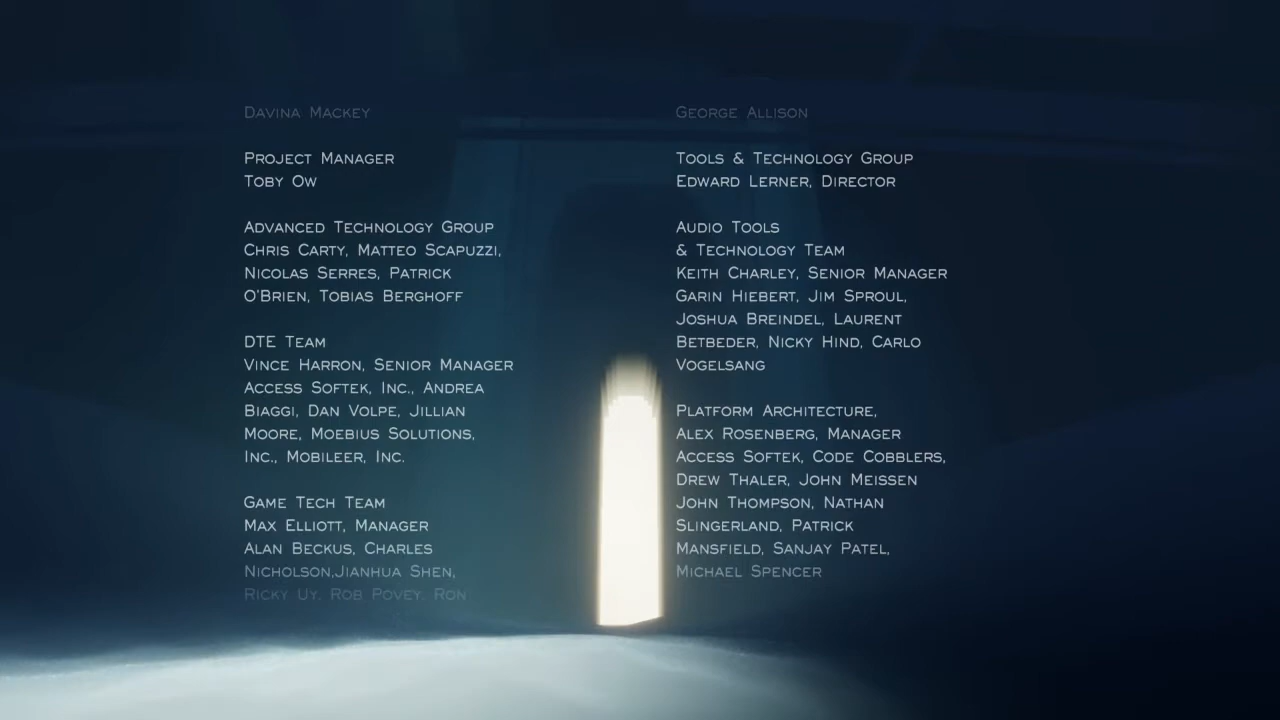 Davina Mackey
Project Manager
Toby Ow
Advanced Technology Group
Chris Carty, Matteo Scapuzzi,
Nicolas Serres, Patrick
O'Brien, Tobias Berghoff
DTE Team
Vince Harron, Senior Manager
Access Softek, Inc., Andrea
Biaggi, Dan Volpe, Jillian
Moore, Moebius Solutions,
Inc., Mobileer, Inc.
Game Tech Team
Max Elliott, Manager
Alan Beckus, Charles
Nicholson,Jianhua Shen,
Ricky Uy, Rob Povey, Ron
George Allison
Tools & Technology Group
Edward Lerner, Director
Audio Tools
& Technology Team
Keith Charley, Senior Manager
Garin Hiebert, Jim Sproul,
Joshua Breindel, Laurent
Betbeder, Nicky Hind, Carlo
Vogelsang
Platform Architecture,
Alex Rosenberg, Manager
Access Softek, Code Cobblers,
Drew Thaler, John Meissen
John Thompson, Nathan
Slingerland, Patrick
Mansfield, Sanjay Patel,
Michael Spencer